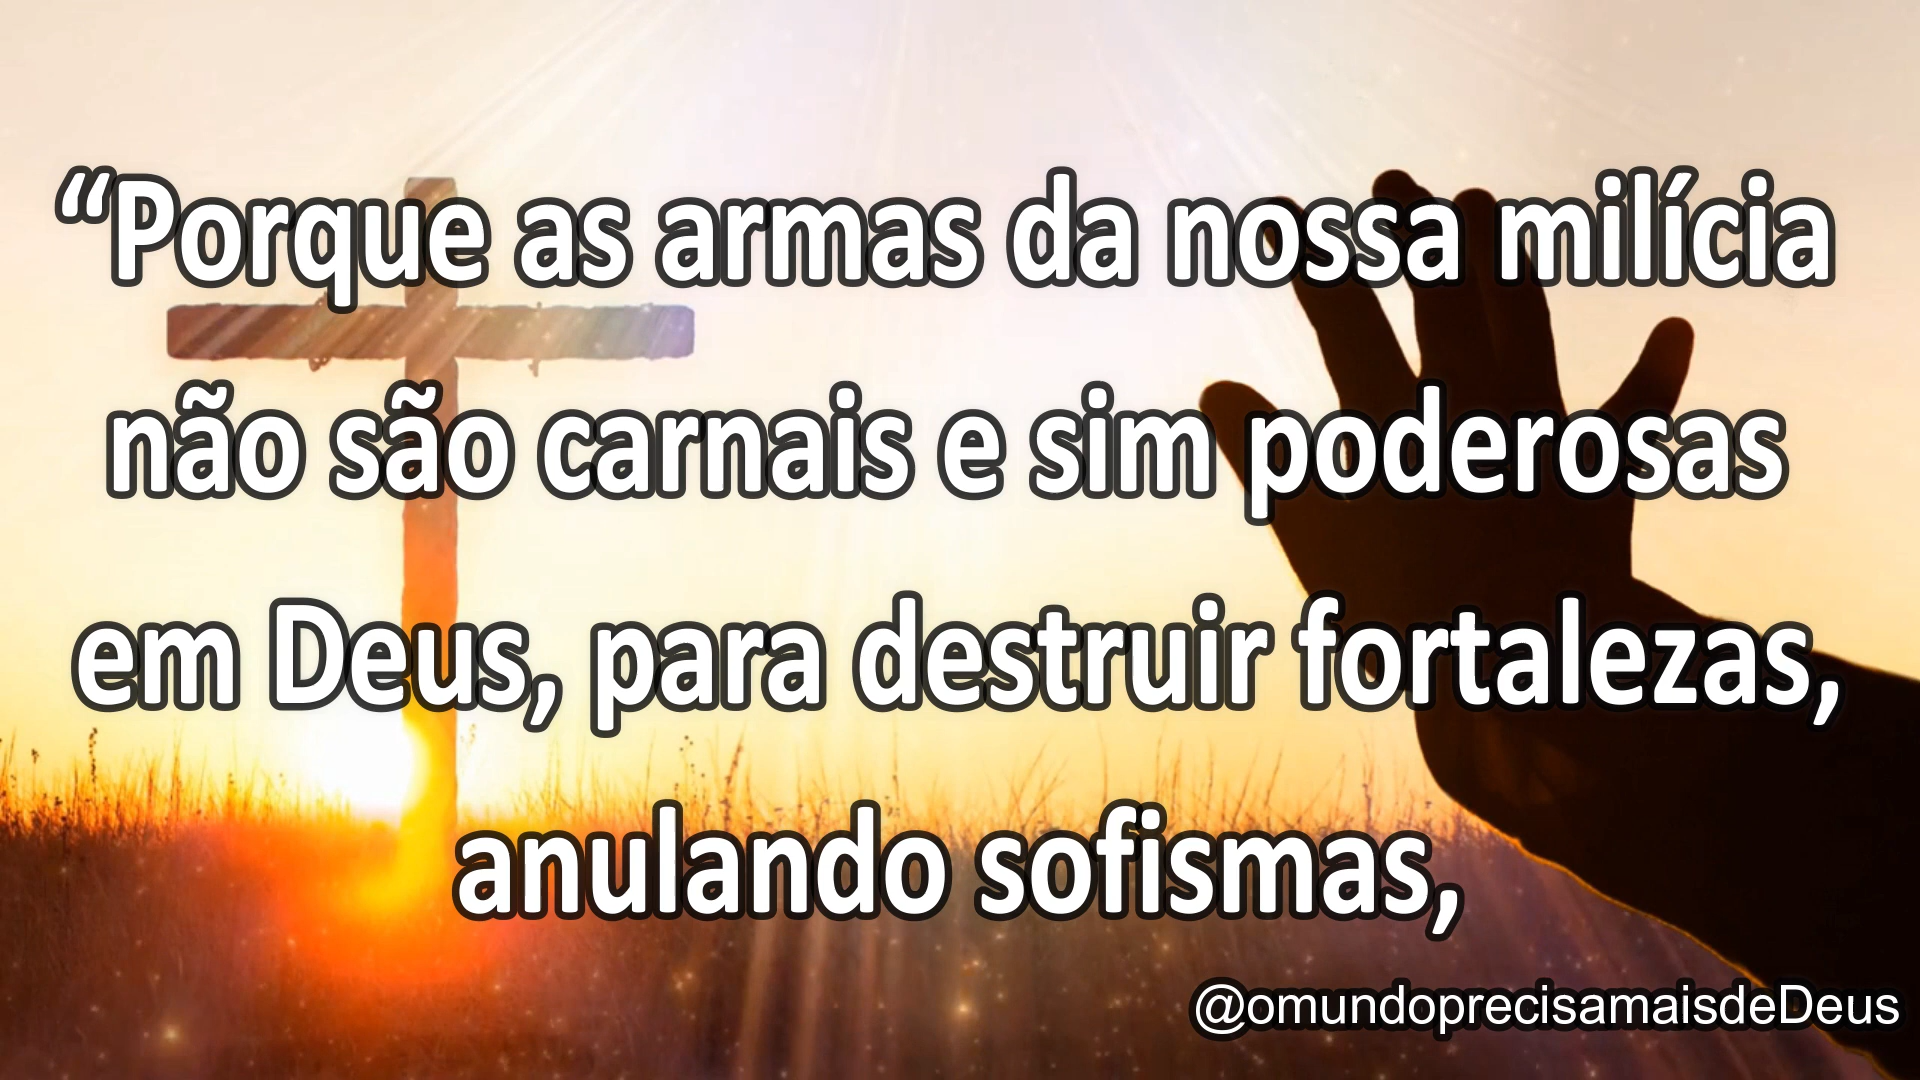 “Porque as armas da nossa milícia
não são carnais e sim poderosas
em Deus, para destruir fortalezas,
anulando sofismas,
@omundoprecisamaisdeDeus